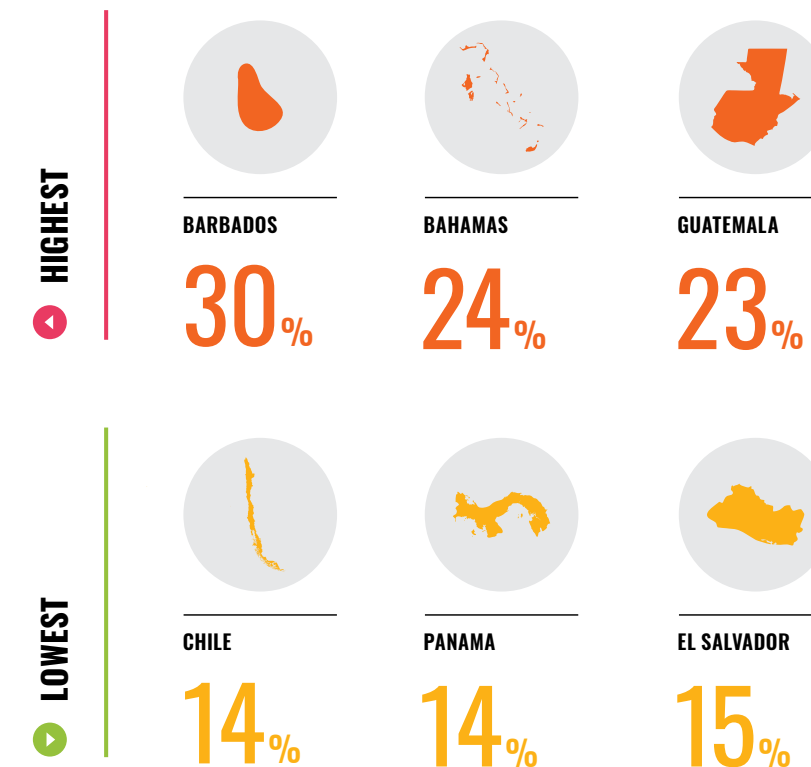 HIGHEST
BARBADOS
30%
BAHAMAS
24%
GUATEMALA
23%
LOWEST
CHILE
14%
PANAMA
14%
EL SALVADOR
15%